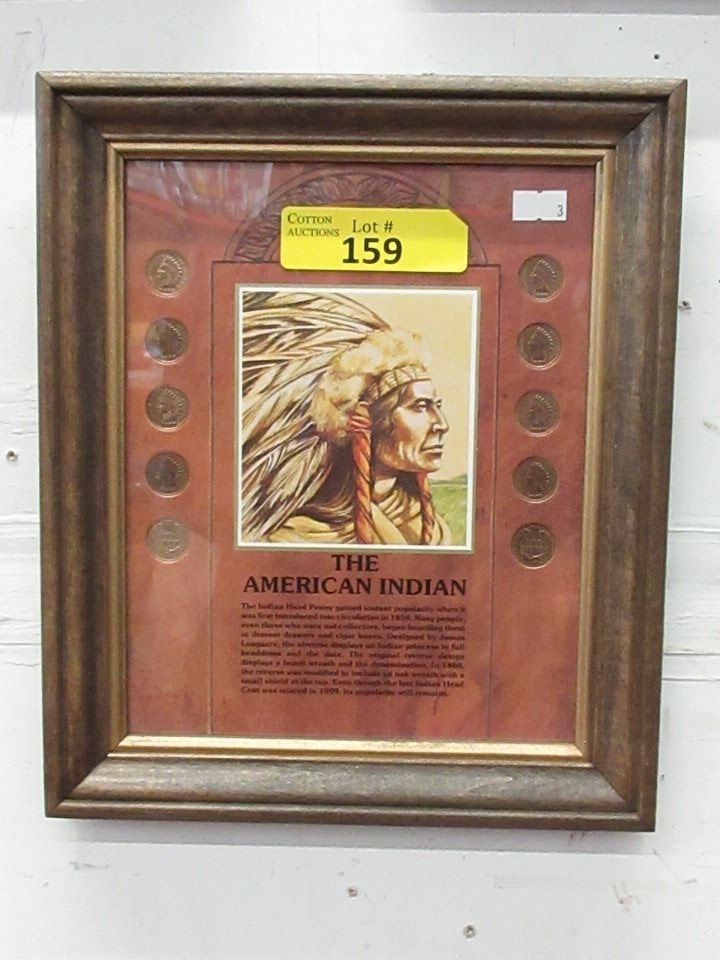 COTTON
AUCTIONS
Lot #
159
3
THE
AMERICAN INDIAN
The Indian Head Penny gained instant popularity when it
was first introduced into circulation in 1859. Many people,
even those who were not collectors, began hoarding them
in dresser drawers and cigar boxes. Designed by James
Longacre, the obverse displays an Indian princess in full
headdress and the date. The original reverse design
displays a laurel wreath and the denomination. In 1860,
the reverse was modified to include an oak wreath with a
small shield at the top. Even though the last Indian Head
Cent was minted in 1909, its popularity still remains.